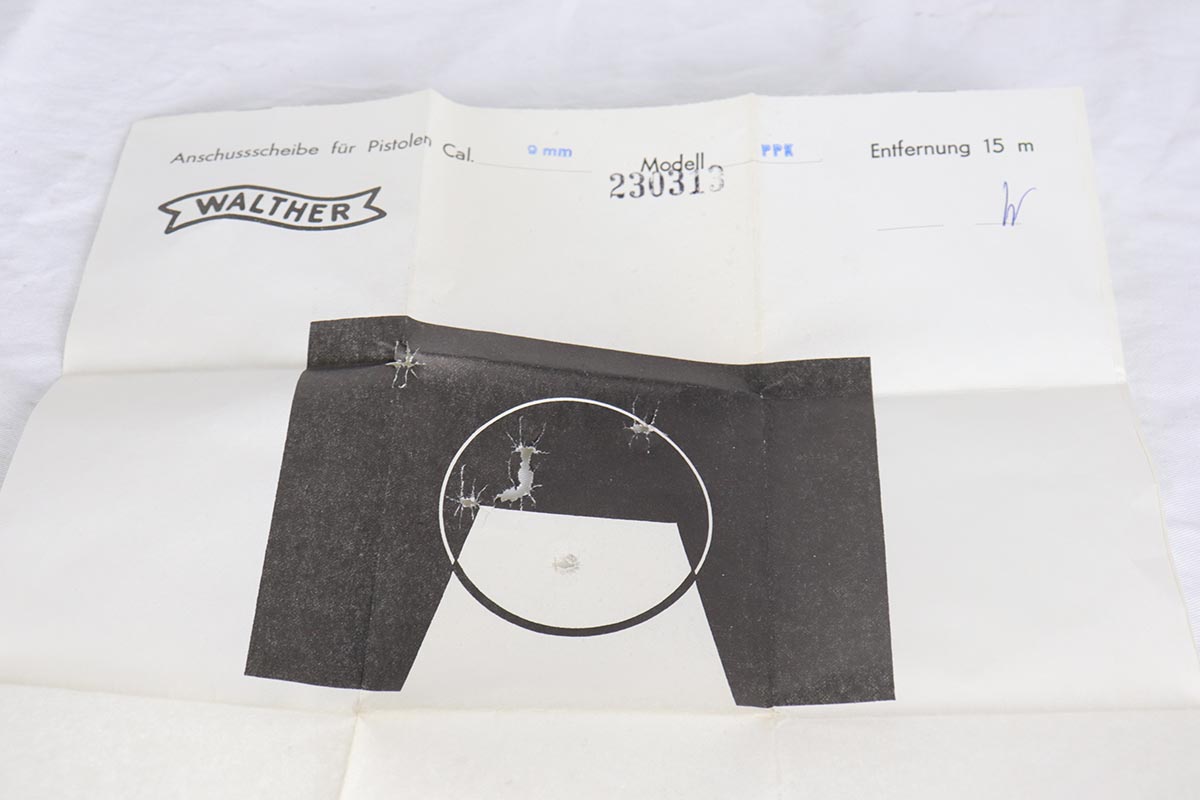 Anschussscheibe für Pistolen Cal. 9 mm Modell PPK Entfernung 15 m
230313
WALTHER
W